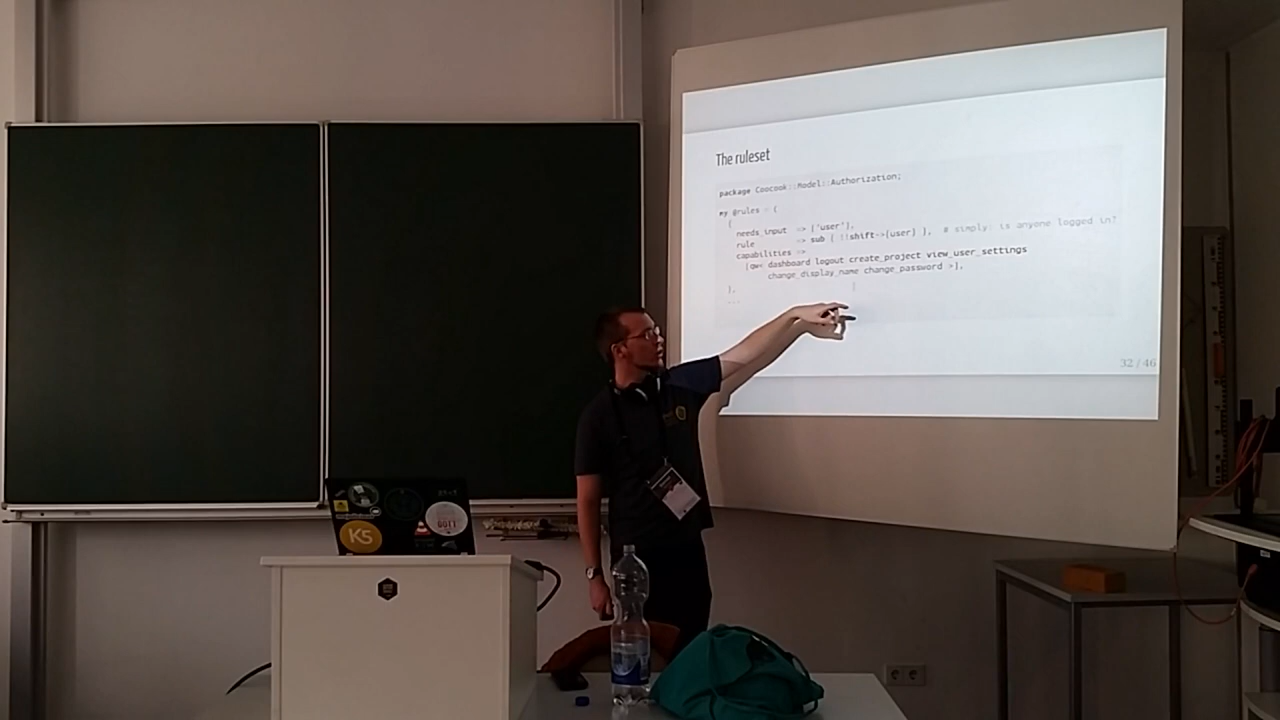 The ruleset
package Coocook::Model::Authorization;
my @rules = (
{
needs_input => ['user'],
rule => sub { !!shift->{user} }, # simply: is anyone logged in?
capabilities =>
[qw< dashboard logout create_project view_user_settings
change_display_name change_password >],
},
...
32 / 46
K5